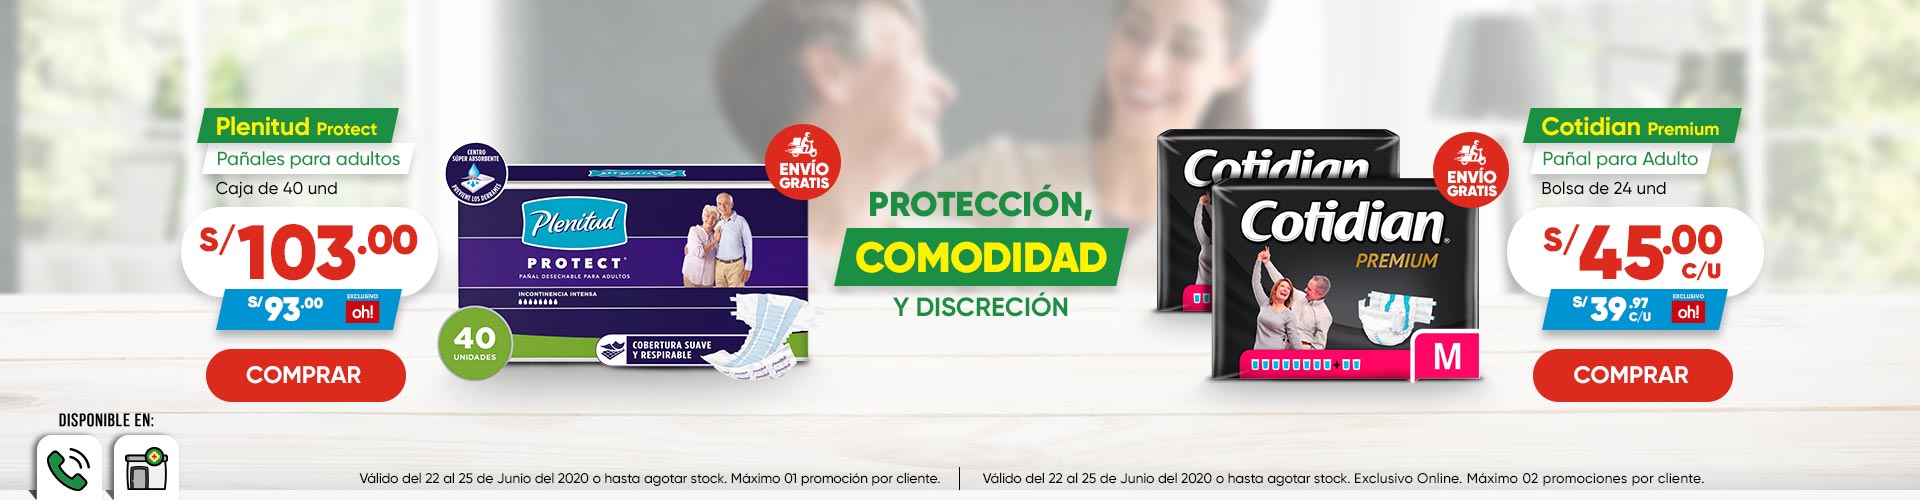 Plenitud Protect
Pañales para adultos
Caja de 40 und
S/103.00
S/93.00
EXCLUSIVO
oh!
COMPRAR
DISPONIBLE EN:
CENTRO
SÚPER ABSORBENTE
PREVIENE LOS DERRAMES
Plenitud
PROTECT
PAÑAL DESECHABLE PARA ADULTOS
INCONTINENCIA INTENSA
40
UNIDADES
COBERTURA SUAVE
Y RESPIRABLE
ENVÍO
GRATIS
PROTECCIÓN,
COMODIDAD
Y DISCRECIÓN
Cotidian
Cotidian
PREMIUM
M
ENVÍO
GRATIS
Cotidian Premium
Pañal para Adulto
Bolsa de 24 und
S/45.00
C/U
S/39.97
C/U
EXCLUSIVO
oh!
COMPRAR
Válido del 22 al 25 de Junio del 2020 o hasta agotar stock. Máximo 01 promoción por cliente.
Válido del 22 al 25 de Junio del 2020 o hasta agotar stock. Exclusivo Online. Máximo 02 promociones por cliente.